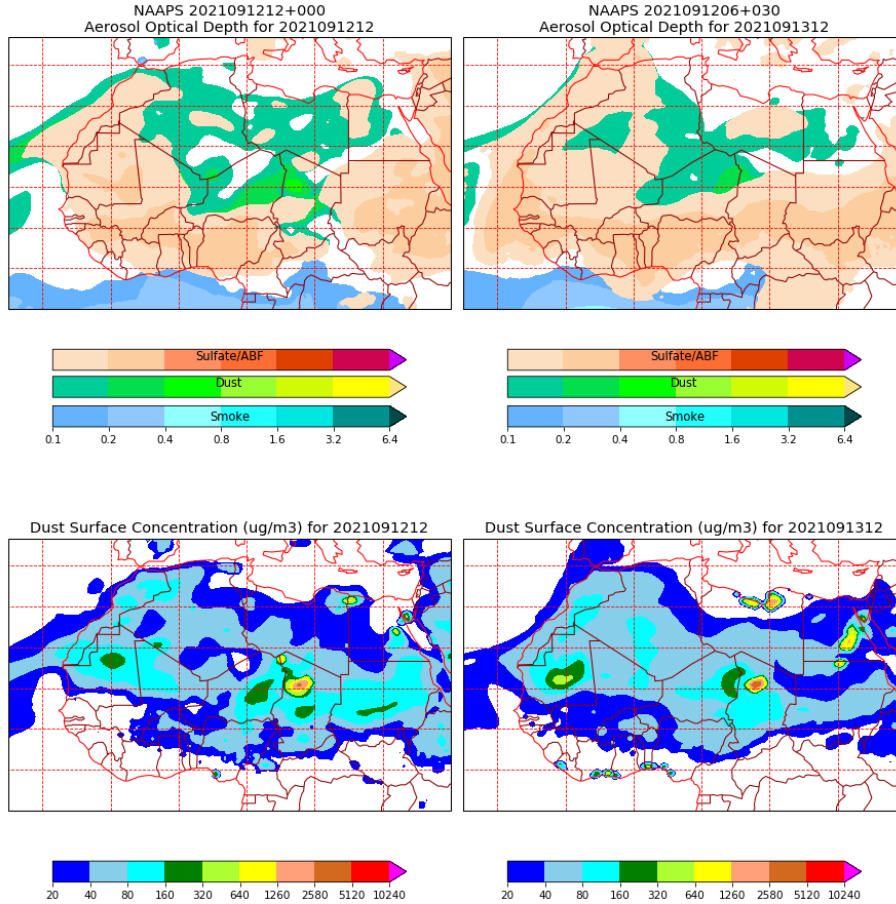 NAAPS 2021091212+000
Aerosol Optical Depth for 2021091212
NAAPS 2021091206+030
Aerosol Optical Depth for 2021091312
Sulfate/ABF
Dust
Smoke
0.1 0.2 0.4 0.8 1.6 3.2 6.4
Sulfate/ABF
Dust
Smoke
0.1 0.2 0.4 0.8 1.6 3.2 6.4
Dust Surface Concentration (ug/m3) for 2021091212
Dust Surface Concentration (ug/m3) for 2021091312
20 40 80 160 320 640 1260 2580 5120 10240
20 40 80 160 320 640 1260 2580 5120 10240